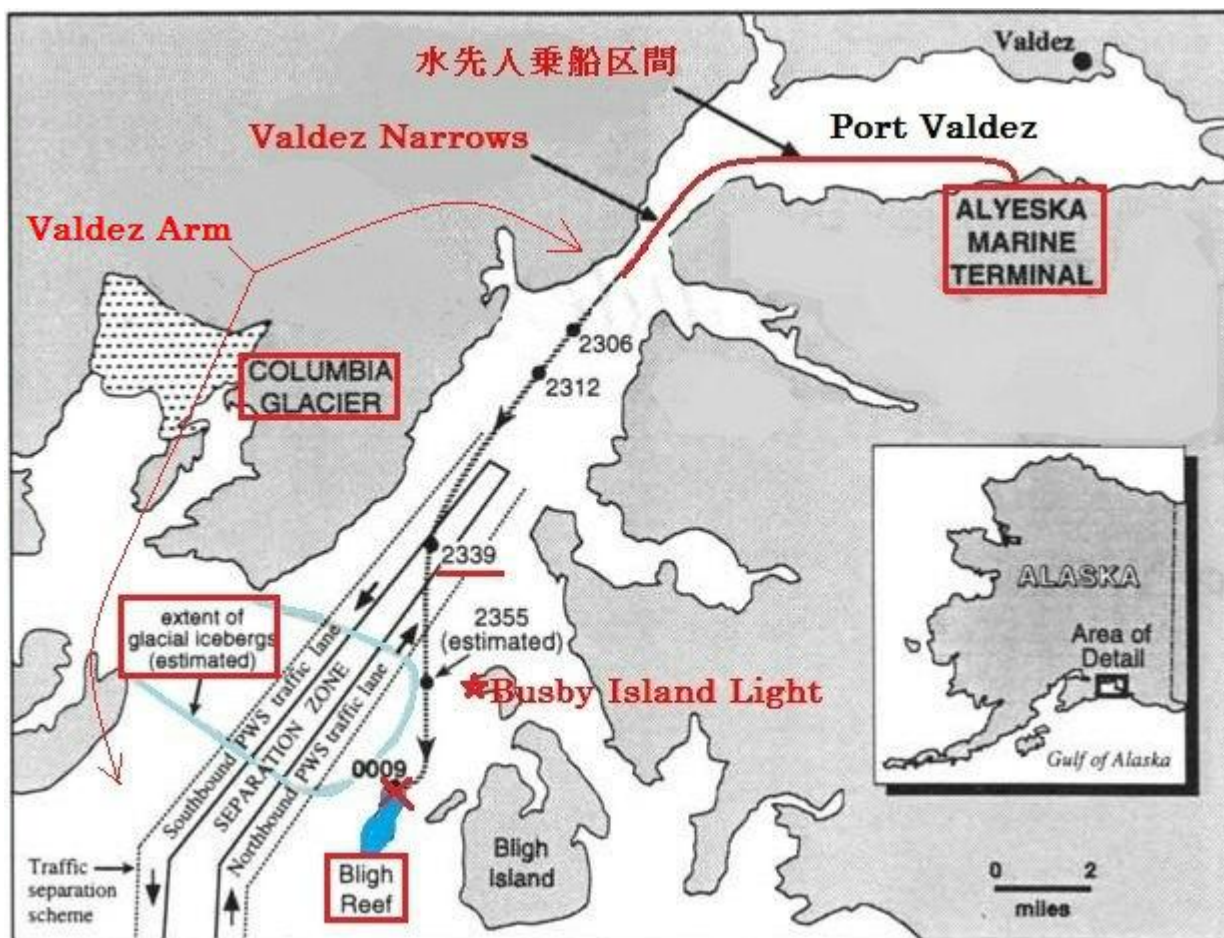 Valdez
水先人乗船区間
Port Valdez
Valdez Narrows
ALYESKA
MARINE
TERMINAL
Valdez Arm
2306
2312
COLUMBIA
GLACIER
2339
extent of
glacial icebergs
(estimated)
2355
(estimated)
Busby Island Light
Southbound PWS traffic lane
SEPARATION ZONE
Northbound PWS traffic lane
0009
Traffic
separation
scheme
Bligh
Reef
Bligh
Island
ALASKA
Area of
Detail
Gulf of Alaska
0 2
miles